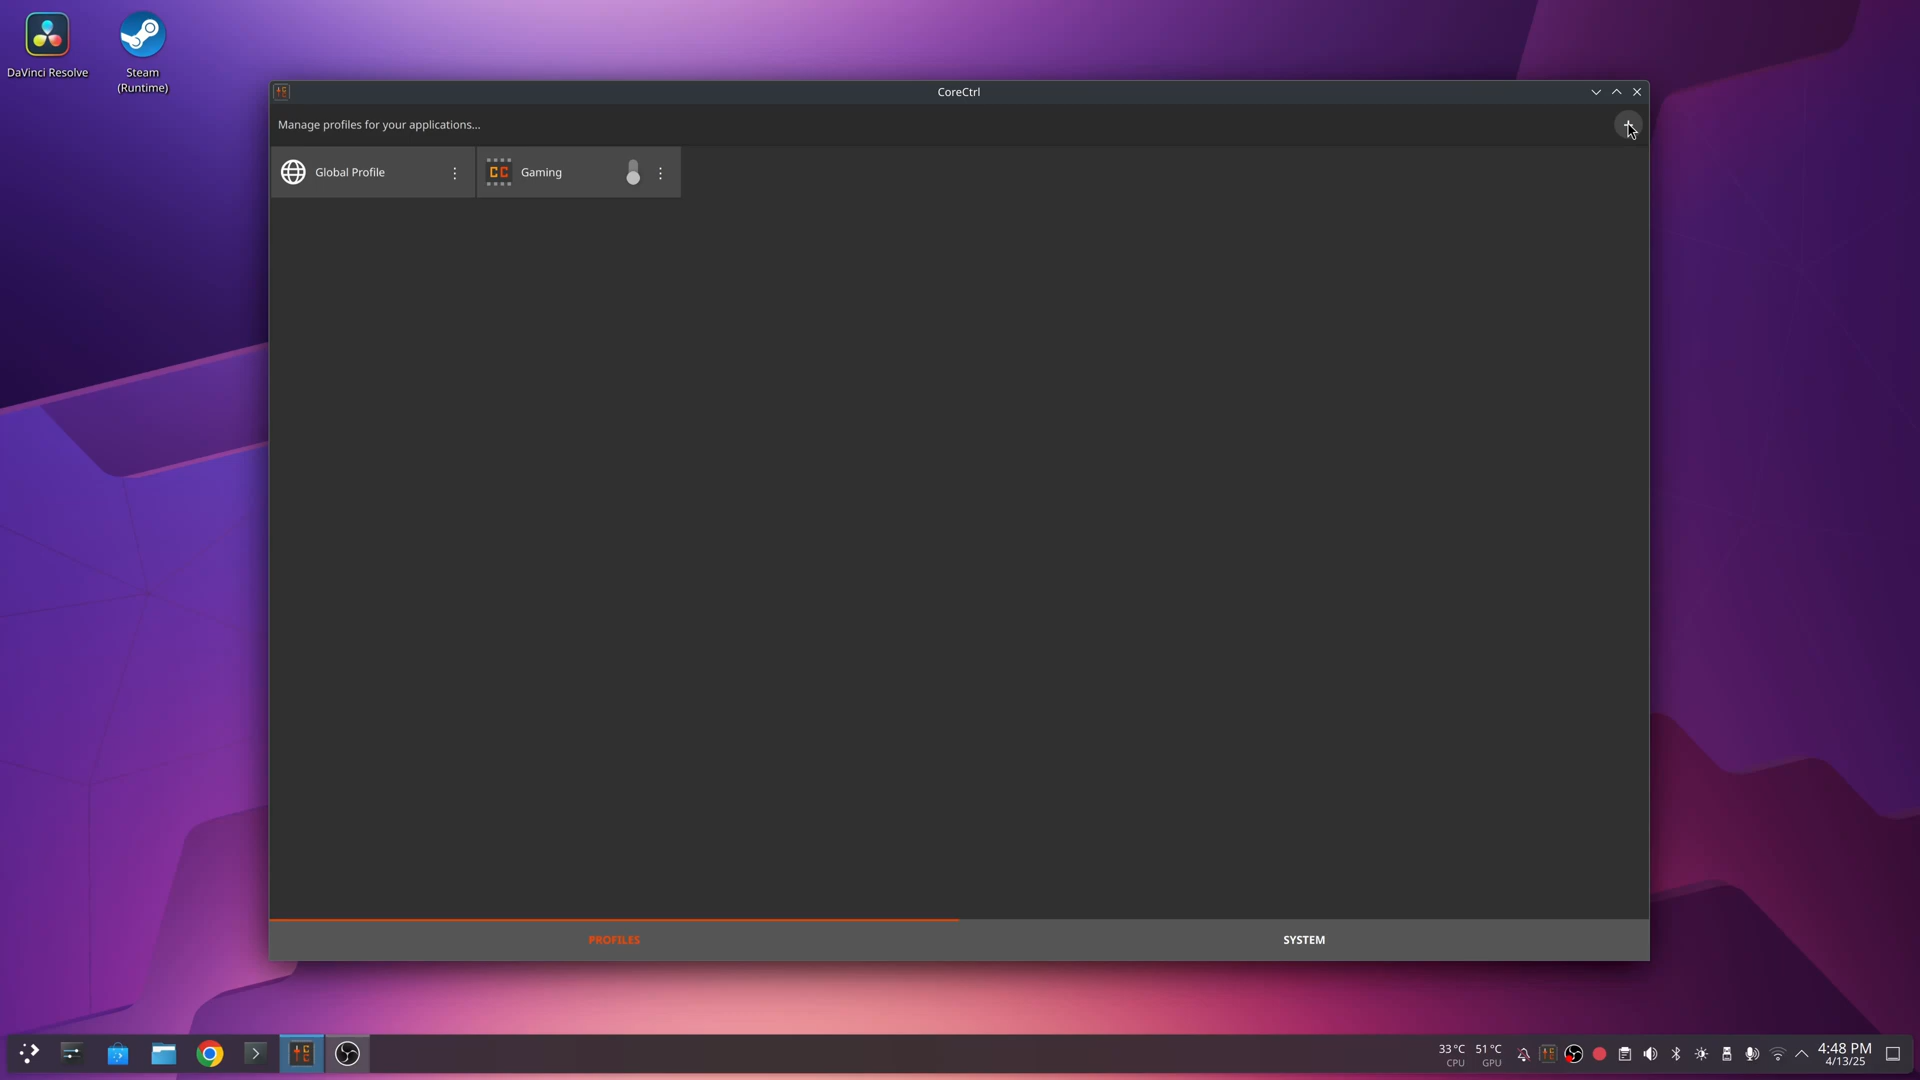 DaVinci Resolve
Steam
(Runtime)
CoreCtrl
Manage profiles for your applications...
Global Profile
CC
Gaming
PROFILES
SYSTEM
33°C
CPU
51°C
GPU
4:48 PM
4/13/25